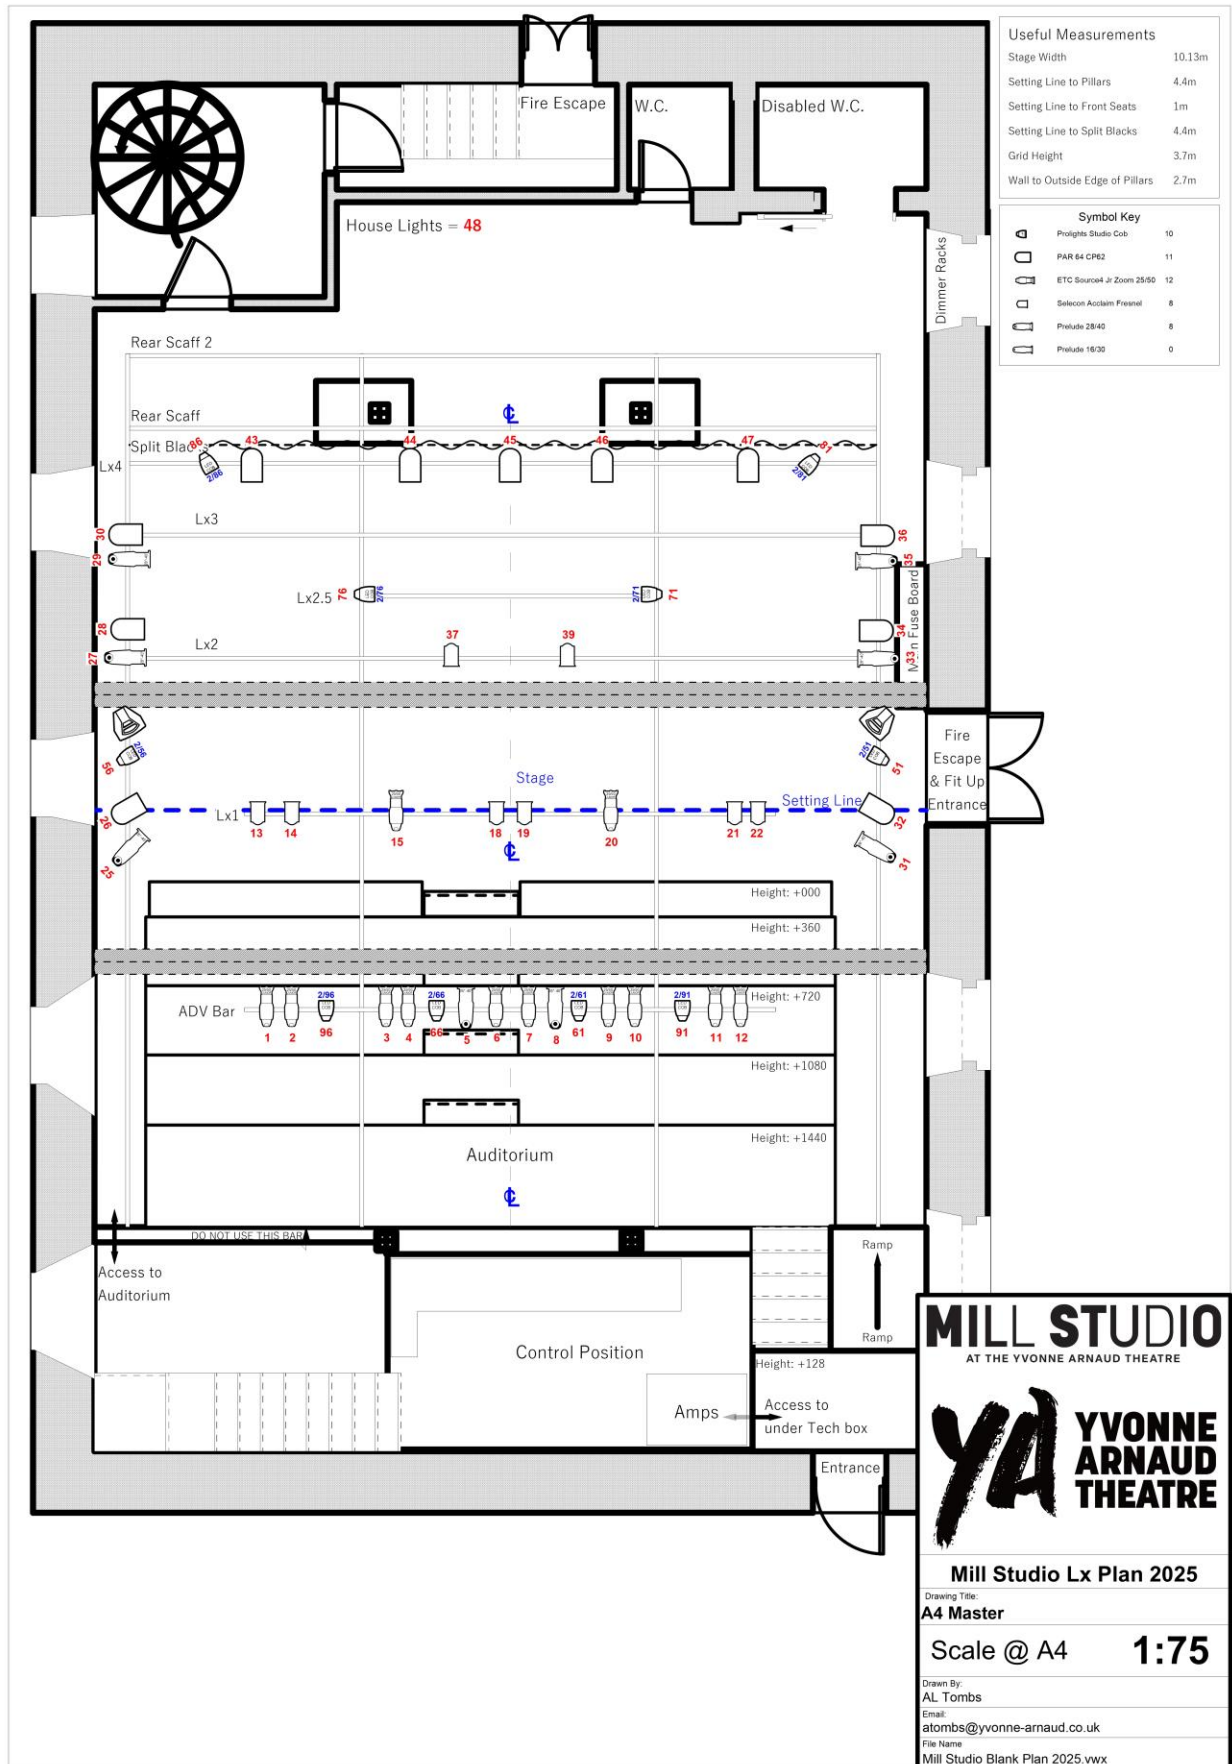 Useful Measurements
Stage Width 10.13m
Setting Line to Pillars 4.4m
Setting Line to Front Seats 1m
Setting Line to Split Blacks 4.4m
Grid Height 3.7m
Wall to Outside Edge of Pillars 2.7m
Symbol Key
Prolights Studio Cob 10
PAR 64 CP62 11
ETC Source4 Jr Zoom 25/50 12
Selecon Acclaim Fresnel 8
Prelude 28/40 8
Prelude 16/30 0
Fire Escape
W.C.
Disabled W.C.
House Lights = 48
Dimmer Racks
Rear Scaff 2
Rear Scaff
Split Blac
86 43 44 45 46 47 81
Lx4
2/86 2/81
Lx3
30 36
29 35
Lx2.5 76 2/76 2/71 71
Main Fuse Board
28 34
37 39
Lx2
27 33
56 2/56 2/51 51
Fire
Escape
& Fit Up
Entrance
Stage
Setting Line
Lx1
26 32
13 14 15 18 19 20 21 22
25 31
Height: +000
Height: +360
Height: +720
2/96 2/66 2/61 2/91
ADV Bar
1 2 96 3 4 66 5 6 7 8 61 9 10 91 11 12
Height: +1080
Height: +1440
Auditorium
DO NOT USE THIS BAR
Access to
Auditorium
Ramp
Ramp
Control Position
Height: +128
Amps
Access to
under Tech box
Entrance
MILL STUDIO
AT THE YVONNE ARNAUD THEATRE
YA
YVONNE
ARNAUD
THEATRE
Mill Studio Lx Plan 2025
Drawing Title:
A4 Master
Scale @ A4 1:75
Drawn By:
AL Tombs
Email:
atombs@yvonne-arnaud.co.uk
File Name
Mill Studio Blank Plan 2025.vwx